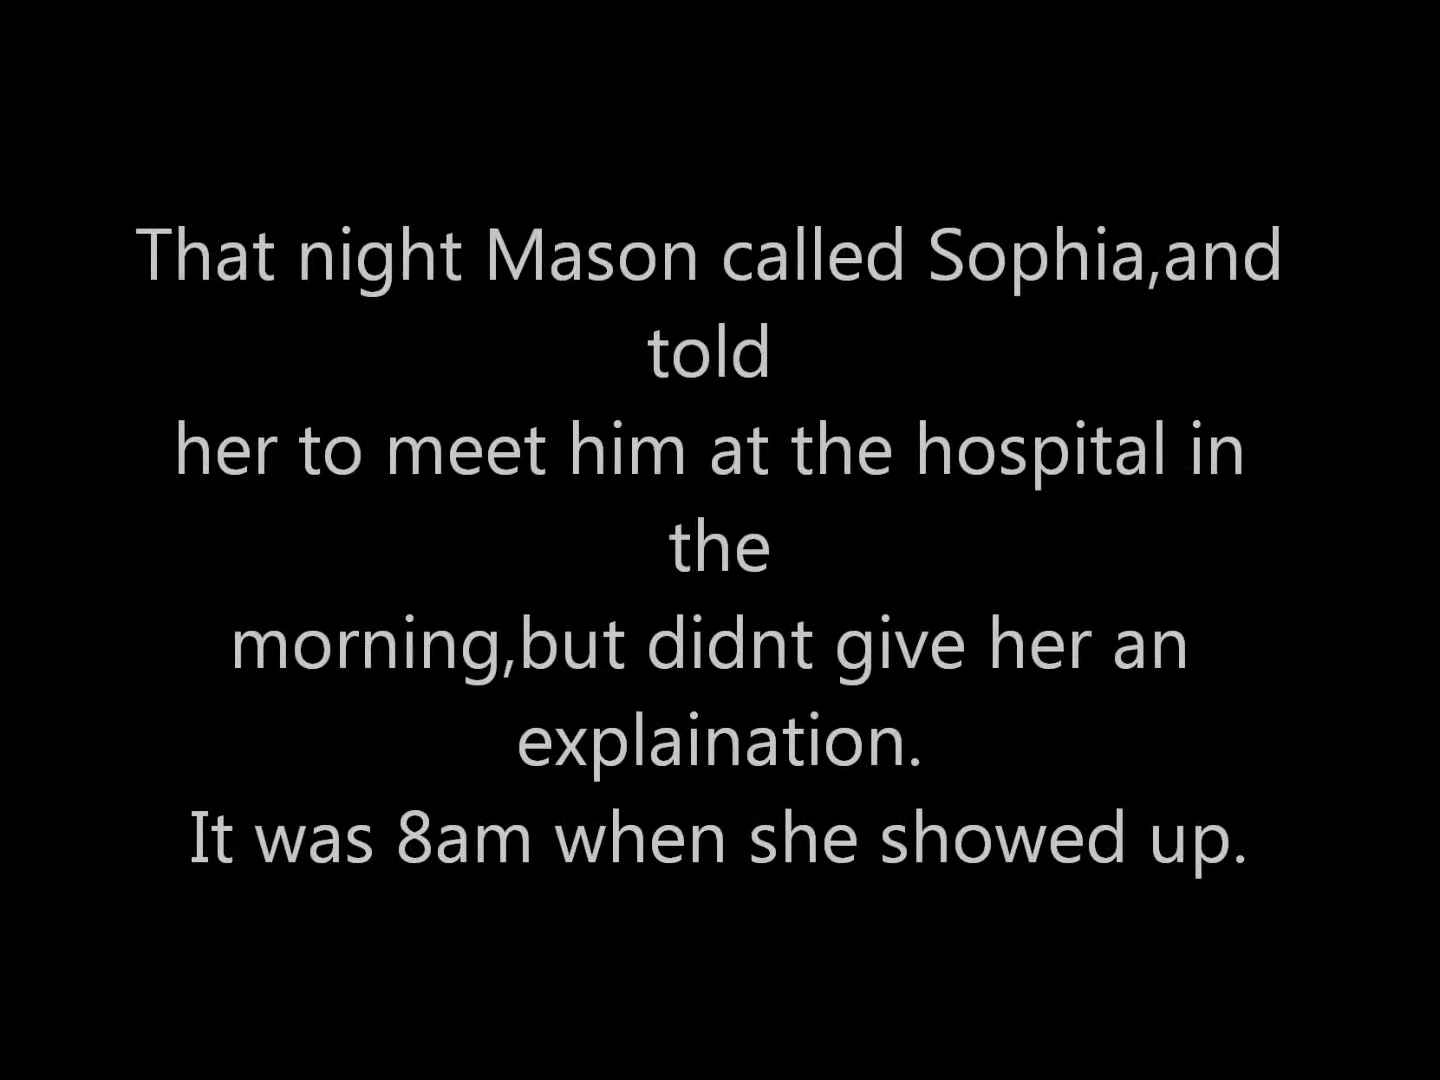 That night Mason called Sophia,and
told
her to meet him at the hospital in
the
morning,but didnt give her an
explaination.
It was 8am when she showed up.